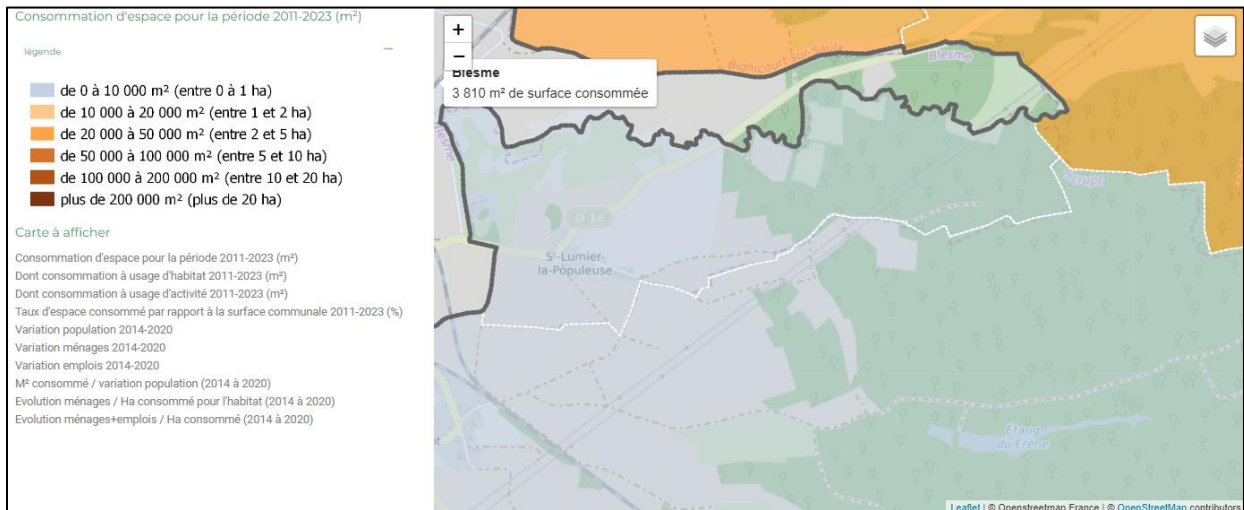 Consommation d'espace pour la période 2011-2023 (m²)
légende
de 0 à 10 000 m² (entre 0 à 1 ha)
de 10 000 à 20 000 m² (entre 1 et 2 ha)
de 20 000 à 50 000 m² (entre 2 et 5 ha)
de 50 000 à 100 000 m² (entre 5 et 10 ha)
de 100 000 à 200 000 m² (entre 10 et 20 ha)
plus de 200 000 m² (plus de 20 ha)
Carte à afficher
Consommation d'espace pour la période 2011-2023 (m²)
Dont consommation à usage d'habitat 2011-2023 (m²)
Dont consommation à usage d'activité 2011-2023 (m²)
Taux d'espace consommé par rapport à la surface communale 2011-2023 (%)
Variation population 2014-2020
Variation ménages 2014-2020
Variation emplois 2014-2020
M² consommé / variation population (2014 à 2020)
Evolution ménages / Ha consommé pour l'habitat (2014 à 2020)
Evolution ménages+emplois / Ha consommé (2014 à 2020)
+
−
Blesme
3 810 m² de surface consommée
Bignicourt-sur-Saulx
Blesme
Blesme
Scrupt
D 16
St-Lumier-
la-Populeuse
Étang
du Frêne
Leaflet | © Openstreetmap France | © OpenStreetMap contributors